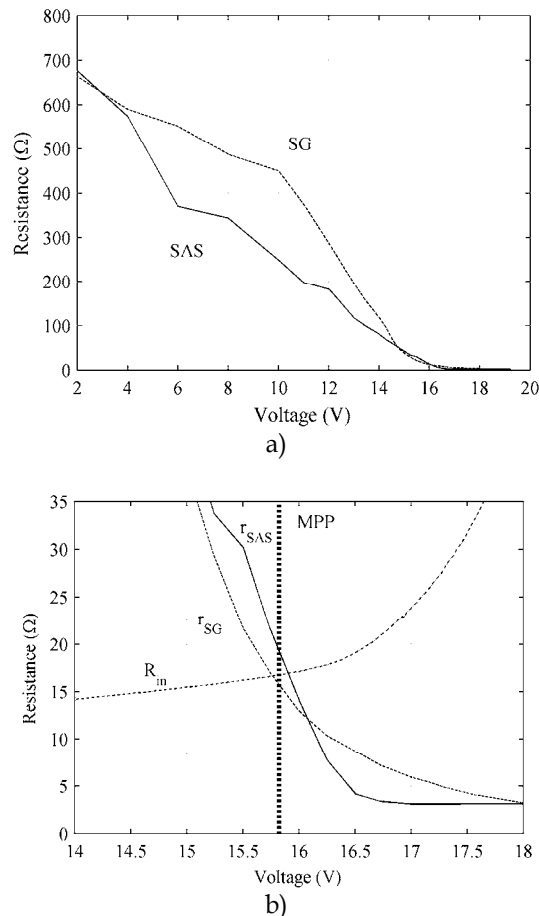 800
700
600
500
400
300
200
100
0
Resistance (Ω)
SG
SAS
2 4 6 8 10 12 14 16 18 20
Voltage (V)
a)
35
30
25
20
15
10
5
0
Resistance (Ω)
MPP
rSAS
rSG
Rin
14 14.5 15 15.5 16 16.5 17 17.5 18
Voltage (V)
b)